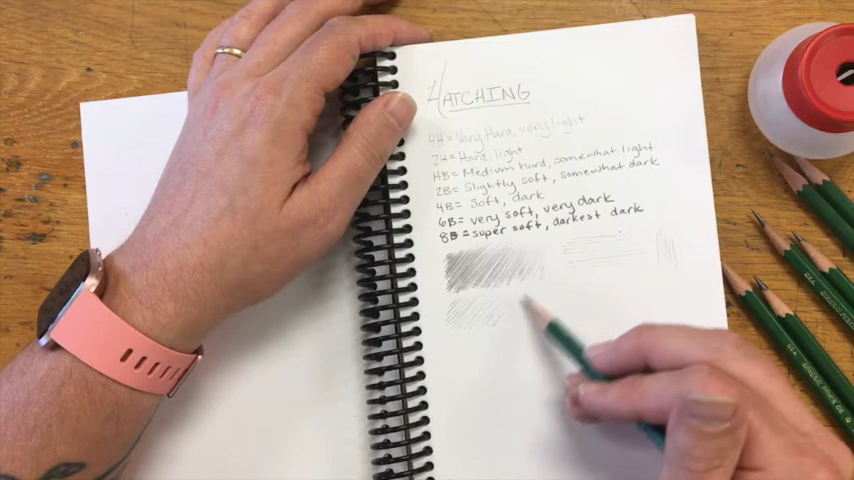 HATCHING
4H = Very Hard, very light
2H = Hard, light
HB = Medium hard, somewhat light
2B = Slightly soft, somewhat dark
4B = Soft, dark
6B = very soft, very dark
8B = super soft, darkest dark